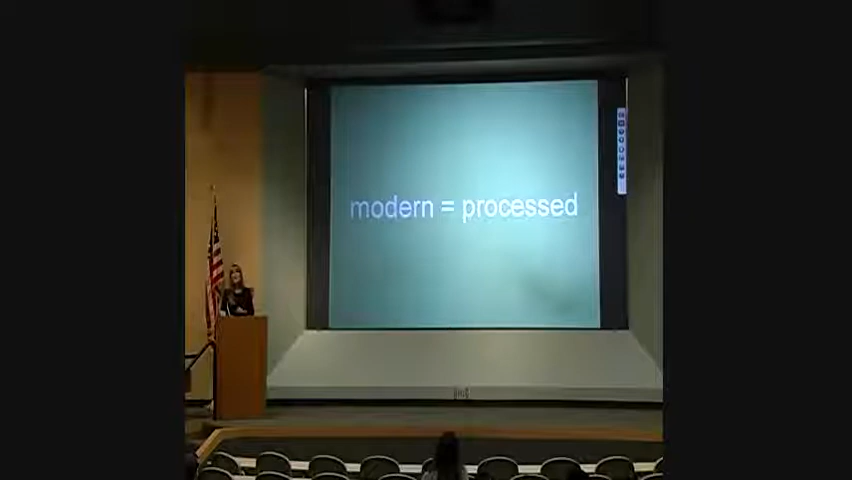 modern = processed